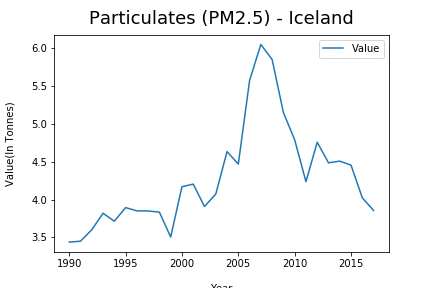 Particulates (PM2.5) - Iceland
Value
6.0
5.5
5.0
4.5
4.0
3.5
Value(In Tonnes)
1990 1995 2000 2005 2010 2015
Year